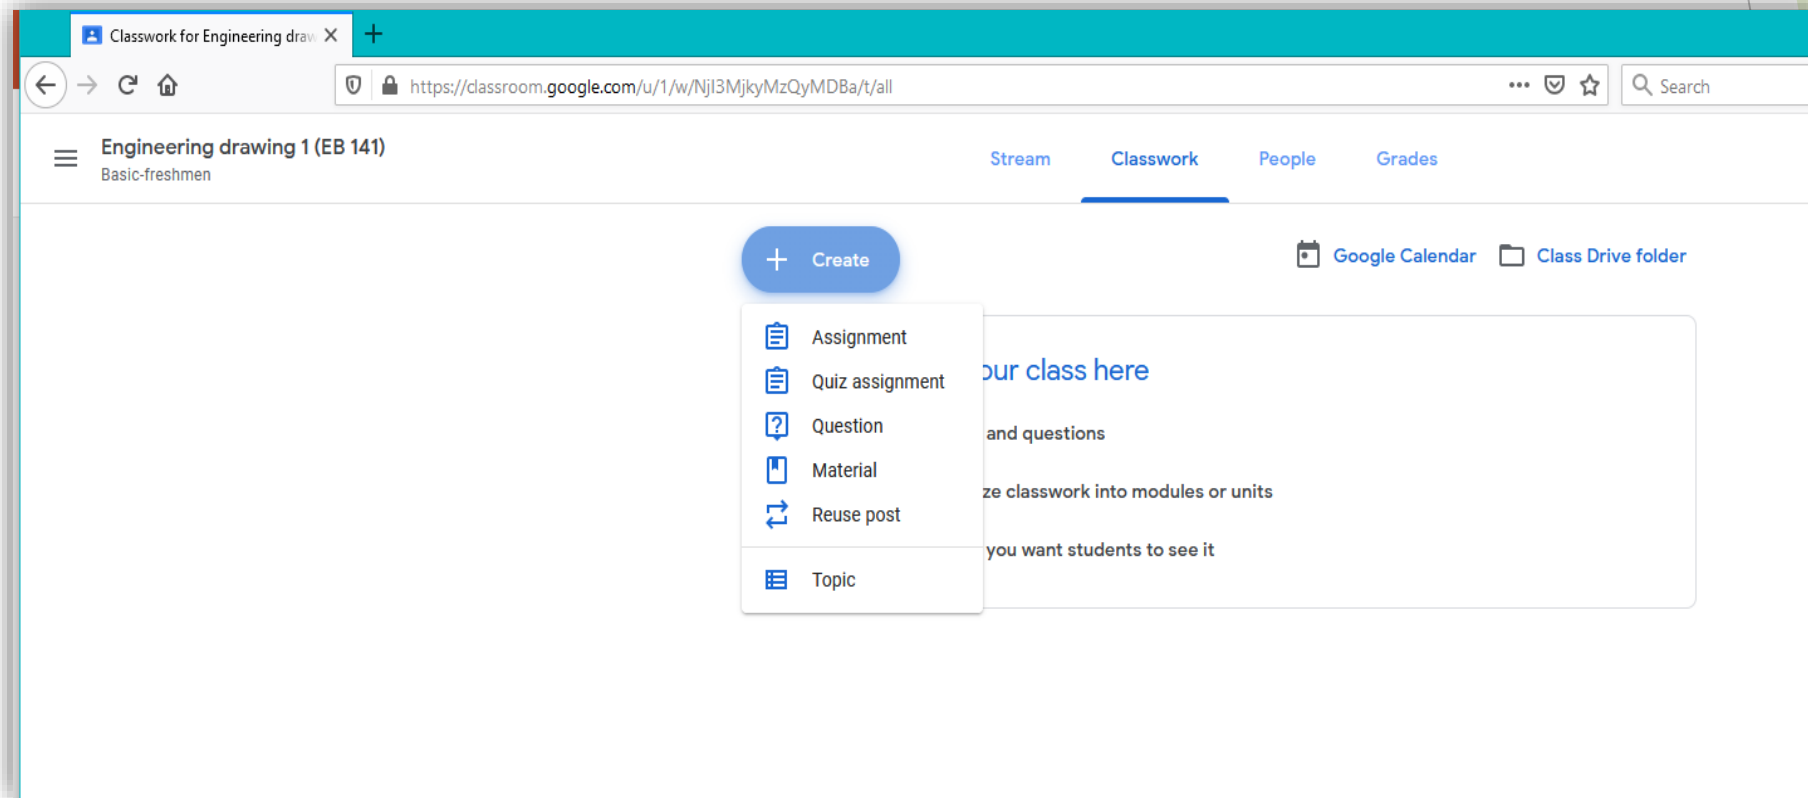 Classwork for Engineering draw
https://classroom.google.com/u/1/w/NjI3MjkyMzQyMDBa/t/all
Search
Engineering drawing 1 (EB 141)
Basic-freshmen
Stream Classwork People Grades
Create
Google Calendar Class Drive folder
Assignment
our class here
Quiz assignment
Question
and questions
Material
ze classwork into modules or units
Reuse post
you want students to see it
Topic